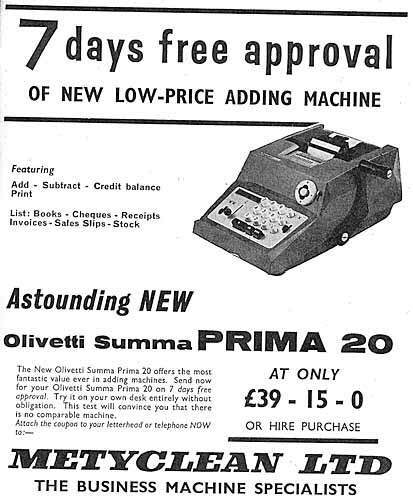 7 days free approval
OF NEW LOW-PRICE ADDING MACHINE
Featuring
Add - Subtract - Credit balance
Print
List: Books - Cheques - Receipts
Invoices - Sales Slips - Stock
Astounding NEW
Olivetti Summa PRIMA 20
The New Olivetti Summa Prima 20 offers the most
fantastic value ever in adding machines. Send now
for your Olivetti Summa Prima 20 on 7 days free
approval. Try it on your own desk entirely without
obligation. This test will convince you that there
is no comparable machine.
Attach the coupon to your letterhead or telephone NOW
to:—
AT ONLY
£39 - 15 - 0
OR HIRE PURCHASE
METYCLEAN LTD
THE BUSINESS MACHINE SPECIALISTS